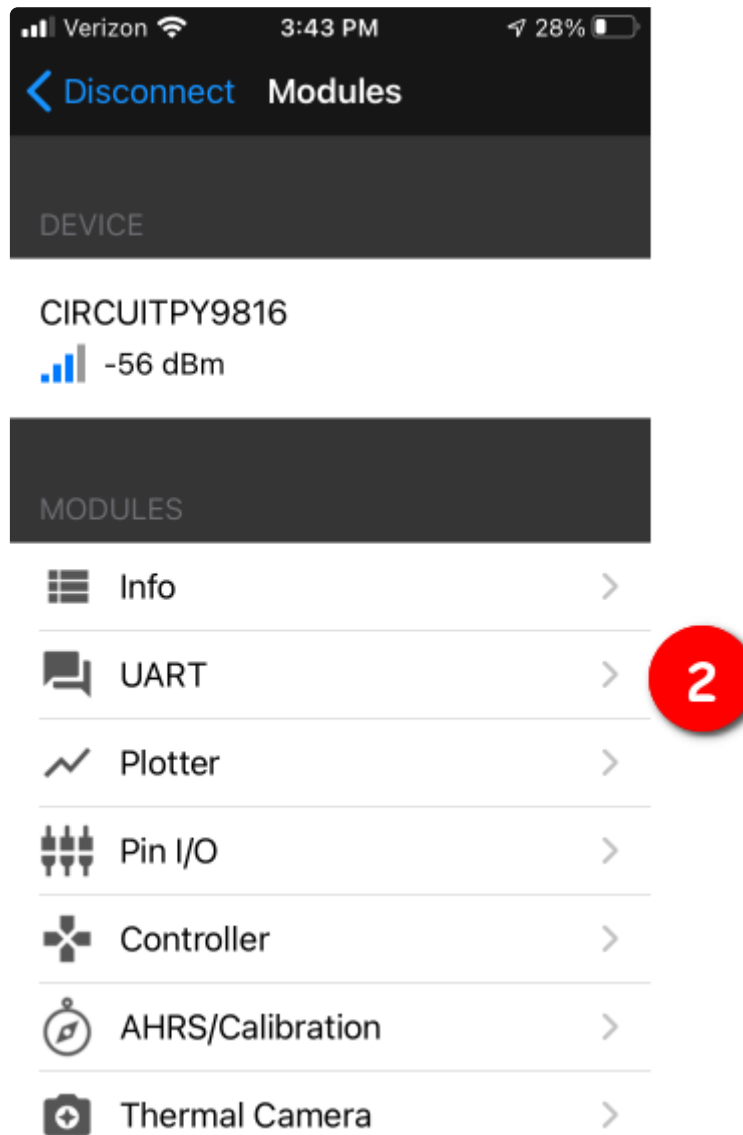 Verizon 3:43 PM 28%
Disconnect Modules
DEVICE
CIRCUITPY9816
-56 dBm
MODULES
Info
UART
2
Plotter
Pin I/O
Controller
AHRS/Calibration
Thermal Camera